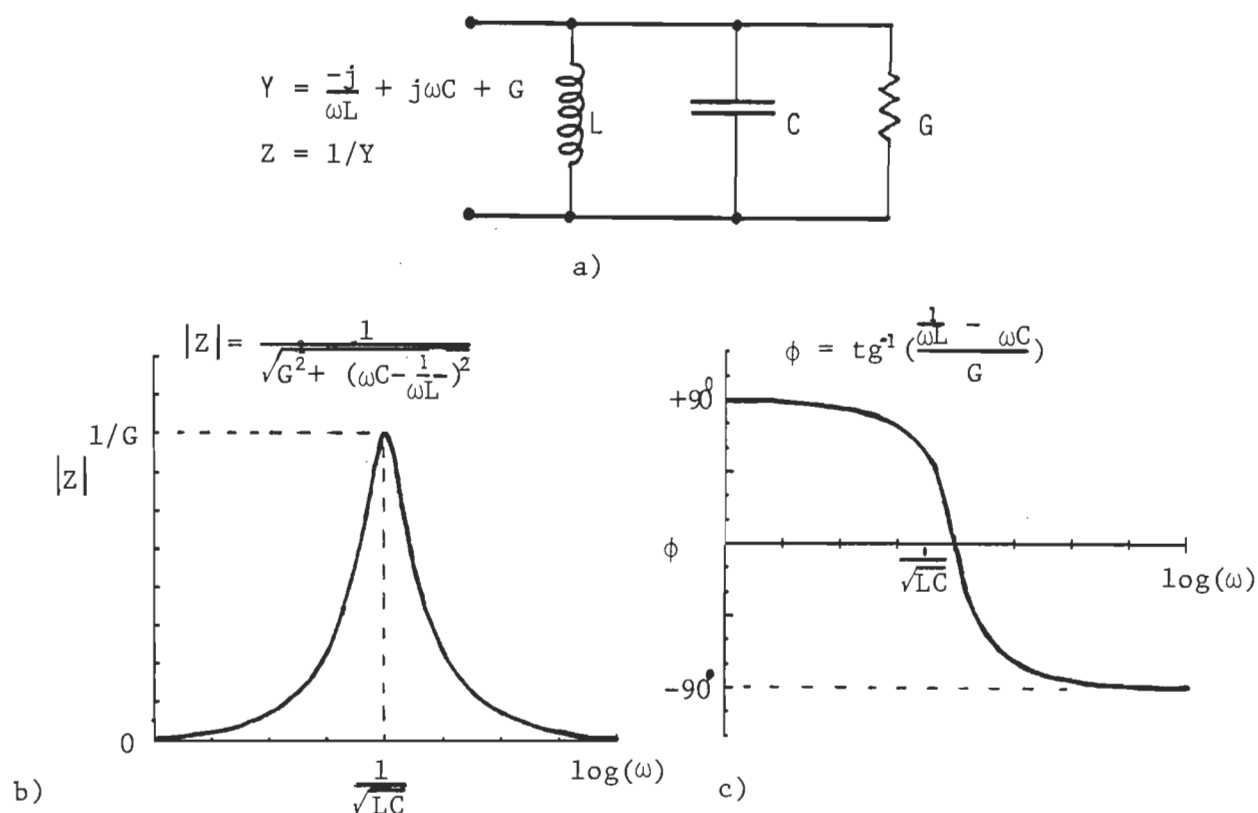 Y = -j/ωL + jωC + G
Z = 1/Y
L
C
G
a)
|Z| = 1/√(G² + (ωC - 1/ωL)²)
1/G
|Z|
0
1/√LC
log(ω)
b)
φ = tg⁻¹((1/ωL - ωC)/G)
+90°
φ
1/√LC
log(ω)
-90°
c)